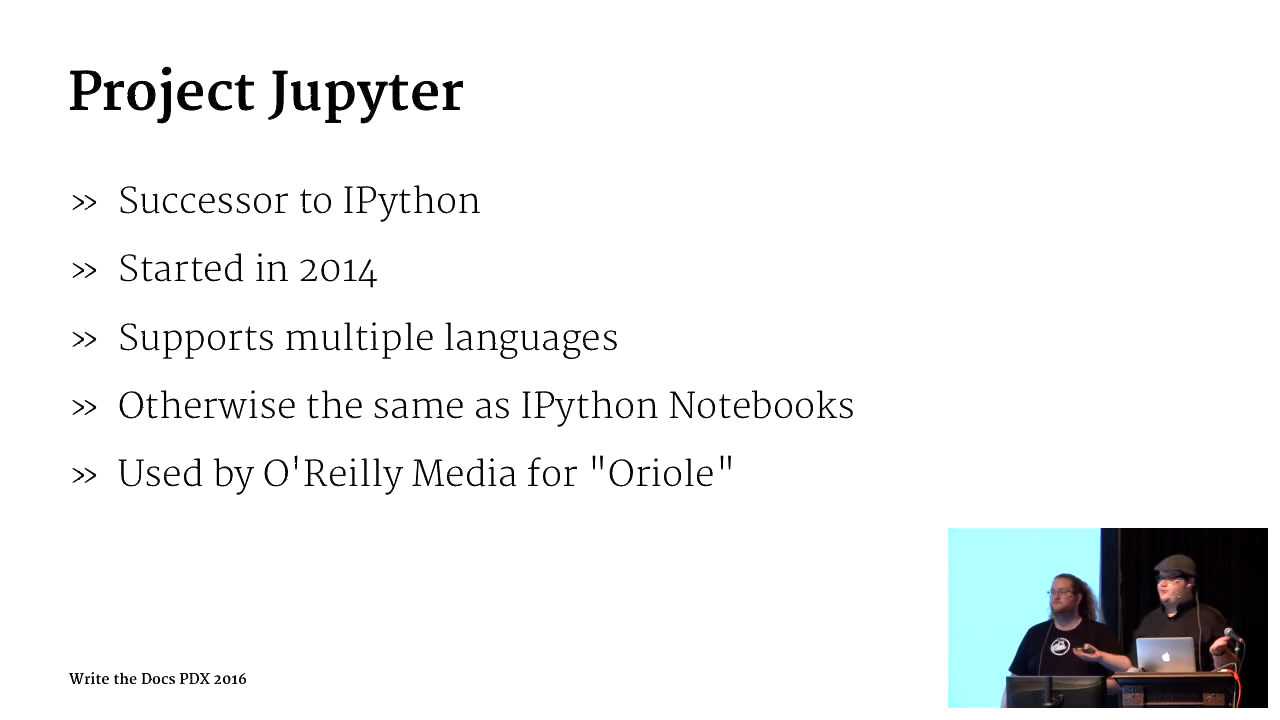 Project Jupyter
» Successor to IPython
» Started in 2014
» Supports multiple languages
» Otherwise the same as IPython Notebooks
» Used by O'Reilly Media for "Oriole"
Write the Docs PDX 2016